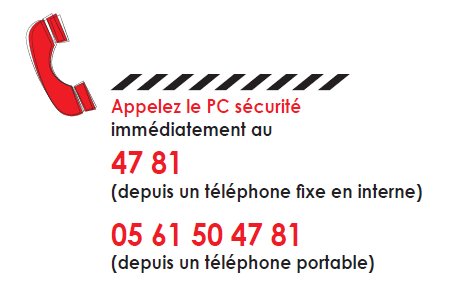 Appelez le PC sécurité
immédiatement au
47 81
(depuis un téléphone fixe en interne)
05 61 50 47 81
(depuis un téléphone portable)